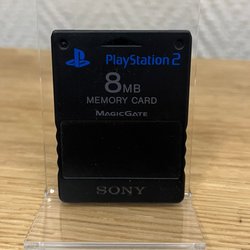 PlayStation 2
8MB
MEMORY CARD
MAGICGATE
SONY